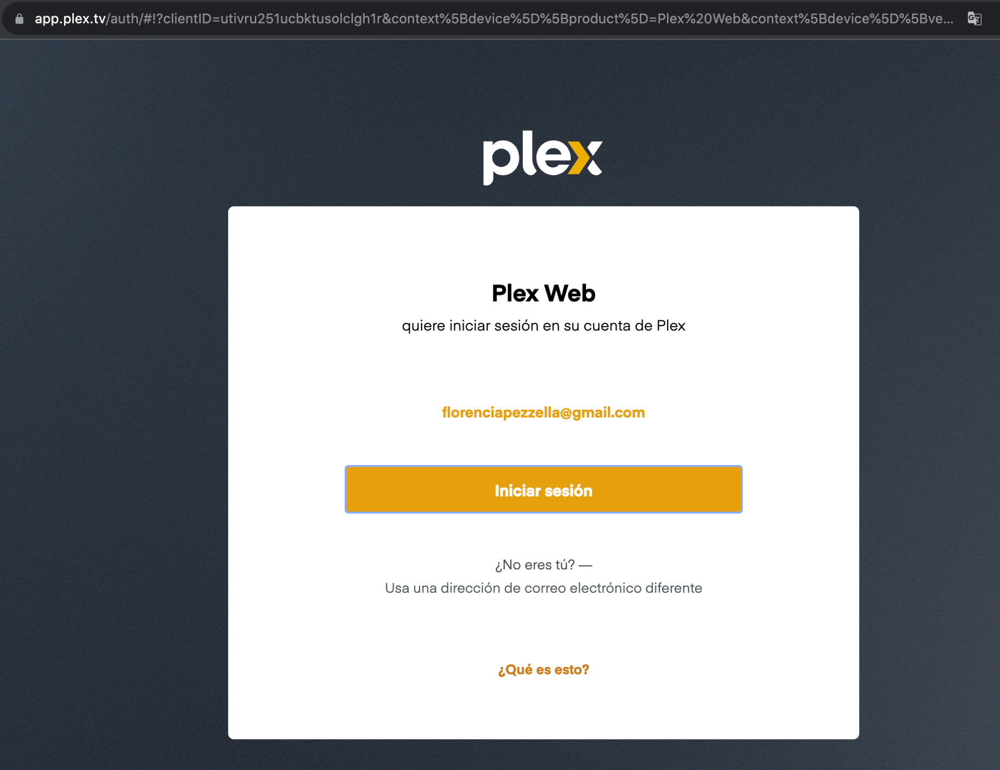 app.plex.tv/auth/#!?clientID=utivru251ucbktusolclgh1r&context%5Bdevice%5D%5Bproduct%5D=Plex%20Web&context%5Bdevice%5D%5Bve...
plex
Plex Web
quiere iniciar sesión en su cuenta de Plex
florenciapezzella@gmail.com
Iniciar sesión
¿No eres tú? —
Usa una dirección de correo electrónico diferente
¿Qué es esto?